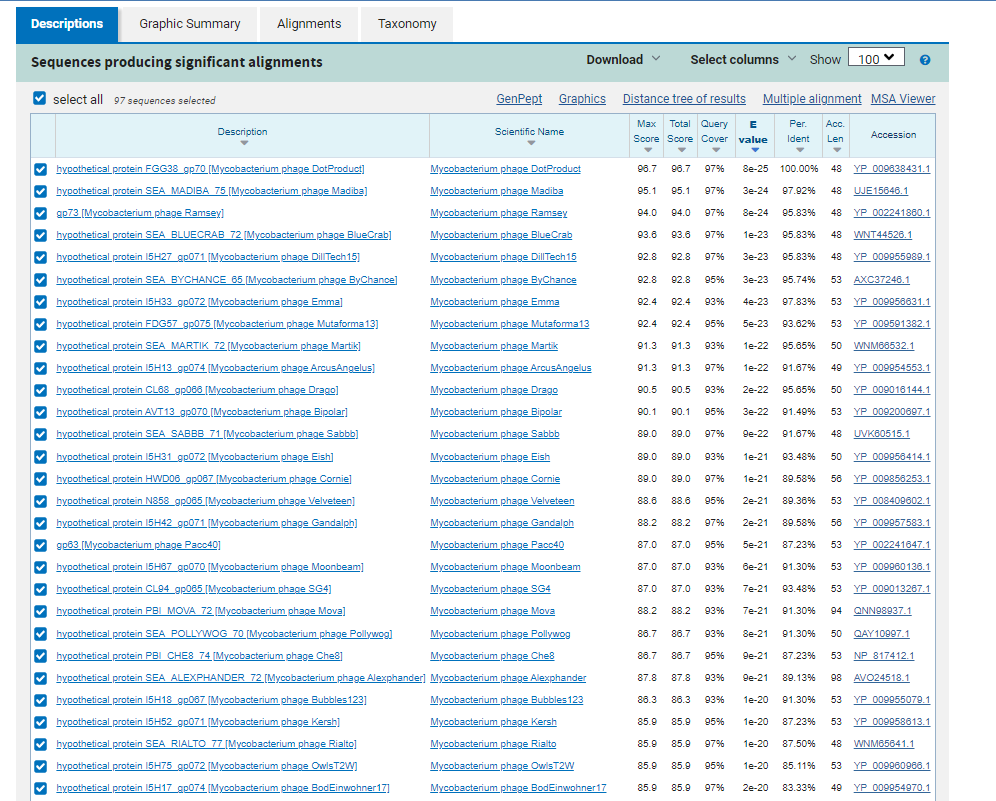 Descriptions Graphic Summary Alignments Taxonomy
Sequences producing significant alignments Download Select columns Show 100 ?
select all 97 sequences selected GenPept Graphics Distance tree of results Multiple alignment MSA Viewer
Description Scientific Name Max Score Total Score Query Cover E value Per. Ident Acc. Len Accession
hypothetical protein FGG38_gp70 [Mycobacterium phage DotProduct] Mycobacterium phage DotProduct 96.7 96.7 97% 8e-25 100.00% 48 YP_009638431.1
hypothetical protein SEA_MADIBA_75 [Mycobacterium phage Madiba] Mycobacterium phage Madiba 95.1 95.1 97% 3e-24 97.92% 48 UJE15646.1
gp73 [Mycobacterium phage Ramsey] Mycobacterium phage Ramsey 94.0 94.0 97% 8e-24 95.83% 48 YP_002241860.1
hypothetical protein SEA_BLUECRAB_72 [Mycobacterium phage BlueCrab] Mycobacterium phage BlueCrab 93.6 93.6 97% 1e-23 95.83% 48 WNT44526.1
hypothetical protein I5H27_gp071 [Mycobacterium phage DillTech15] Mycobacterium phage DillTech15 92.8 92.8 97% 3e-23 95.83% 48 YP_009955989.1
hypothetical protein SEA_BYCHANCE_65 [Mycobacterium phage ByChance] Mycobacterium phage ByChance 92.8 92.8 95% 3e-23 95.74% 53 AXC37246.1
hypothetical protein I5H33_gp072 [Mycobacterium phage Emma] Mycobacterium phage Emma 92.4 92.4 93% 4e-23 97.83% 53 YP_009956631.1
hypothetical protein FDG57_gp075 [Mycobacterium phage Mutaforma13] Mycobacterium phage Mutaforma13 92.4 92.4 95% 5e-23 93.62% 53 YP_009591382.1
hypothetical protein SEA_MARTIK_72 [Mycobacterium phage Martik] Mycobacterium phage Martik 91.3 91.3 93% 1e-22 95.65% 50 WNM66532.1
hypothetical protein I5H13_gp074 [Mycobacterium phage ArcusAngelus] Mycobacterium phage ArcusAngelus 91.3 91.3 97% 1e-22 91.67% 49 YP_009954553.1
hypothetical protein CL68_gp066 [Mycobacterium phage Drago] Mycobacterium phage Drago 90.5 90.5 93% 2e-22 95.65% 50 YP_009016144.1
hypothetical protein AVT13_gp070 [Mycobacterium phage Bipolar] Mycobacterium phage Bipolar 90.1 90.1 95% 3e-22 91.49% 53 YP_009200697.1
hypothetical protein SEA_SABBB_71 [Mycobacterium phage Sabbb] Mycobacterium phage Sabbb 89.0 89.0 97% 9e-22 91.67% 48 UVK60515.1
hypothetical protein I5H31_gp072 [Mycobacterium phage Eish] Mycobacterium phage Eish 89.0 89.0 93% 1e-21 93.48% 50 YP_009956414.1
hypothetical protein HWD06_gp067 [Mycobacterium phage Cornie] Mycobacterium phage Cornie 89.0 89.0 97% 1e-21 89.58% 56 YP_009856253.1
hypothetical protein N858_gp065 [Mycobacterium phage Velveteen] Mycobacterium phage Velveteen 88.6 88.6 95% 2e-21 89.36% 53 YP_008409602.1
hypothetical protein I5H42_gp071 [Mycobacterium phage Gandalph] Mycobacterium phage Gandalph 88.2 88.2 97% 2e-21 89.58% 56 YP_009957583.1
gp63 [Mycobacterium phage Pacc40] Mycobacterium phage Pacc40 87.0 87.0 95% 5e-21 87.23% 53 YP_002241647.1
hypothetical protein I5H67_gp070 [Mycobacterium phage Moonbeam] Mycobacterium phage Moonbeam 87.0 87.0 93% 6e-21 91.30% 53 YP_009960136.1
hypothetical protein CL94_gp065 [Mycobacterium phage SG4] Mycobacterium phage SG4 87.0 87.0 93% 7e-21 93.48% 53 YP_009013267.1
hypothetical protein PBI_MOVA_72 [Mycobacterium phage Mova] Mycobacterium phage Mova 88.2 88.2 93% 7e-21 91.30% 94 QNN98937.1
hypothetical protein SEA_POLLYWOG_70 [Mycobacterium phage Pollywog] Mycobacterium phage Pollywog 86.7 86.7 93% 8e-21 91.30% 50 QAY10997.1
hypothetical protein PBI_CHE8_74 [Mycobacterium phage Che8] Mycobacterium phage Che8 86.7 86.7 95% 9e-21 87.23% 53 NP_817412.1
hypothetical protein SEA_ALEXPHANDER_72 [Mycobacterium phage Alexphander] Mycobacterium phage Alexphander 87.8 87.8 93% 9e-21 89.13% 98 AVO24518.1
hypothetical protein I5H18_gp067 [Mycobacterium phage Bubbles123] Mycobacterium phage Bubbles123 86.3 86.3 93% 1e-20 91.30% 53 YP_009955079.1
hypothetical protein I5H52_gp071 [Mycobacterium phage Kersh] Mycobacterium phage Kersh 85.9 85.9 95% 1e-20 87.23% 53 YP_009958613.1
hypothetical protein SEA_RIALTO_77 [Mycobacterium phage Rialto] Mycobacterium phage Rialto 85.9 85.9 97% 1e-20 87.50% 48 WNM65641.1
hypothetical protein I5H75_gp072 [Mycobacterium phage OwlsT2W] Mycobacterium phage OwlsT2W 85.9 85.9 95% 1e-20 85.11% 53 YP_009960966.1
hypothetical protein I5H17_gp074 [Mycobacterium phage BodEinwohner17] Mycobacterium phage BodEinwohner17 85.9 85.9 97% 2e-20 83.33% 49 YP_009954970.1